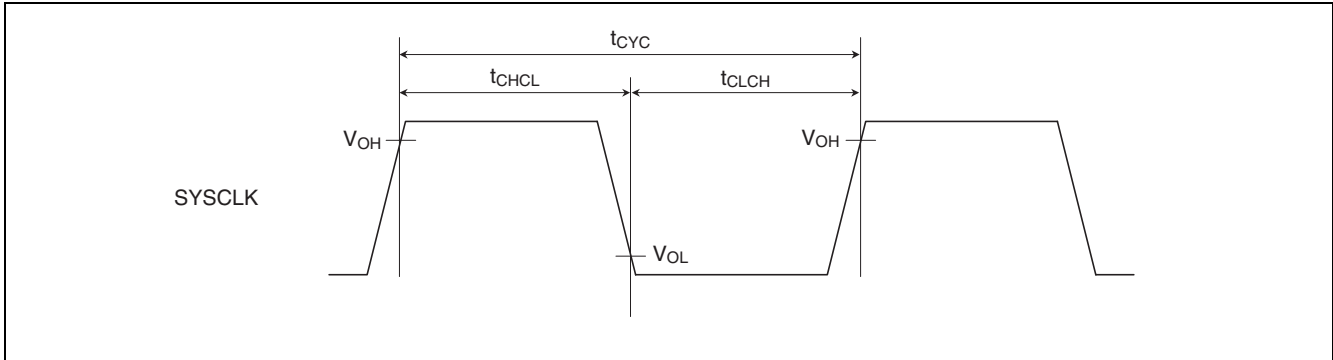 tCYC
tCHCL tCLCH
VOH VOH
SYSCLK
VOL